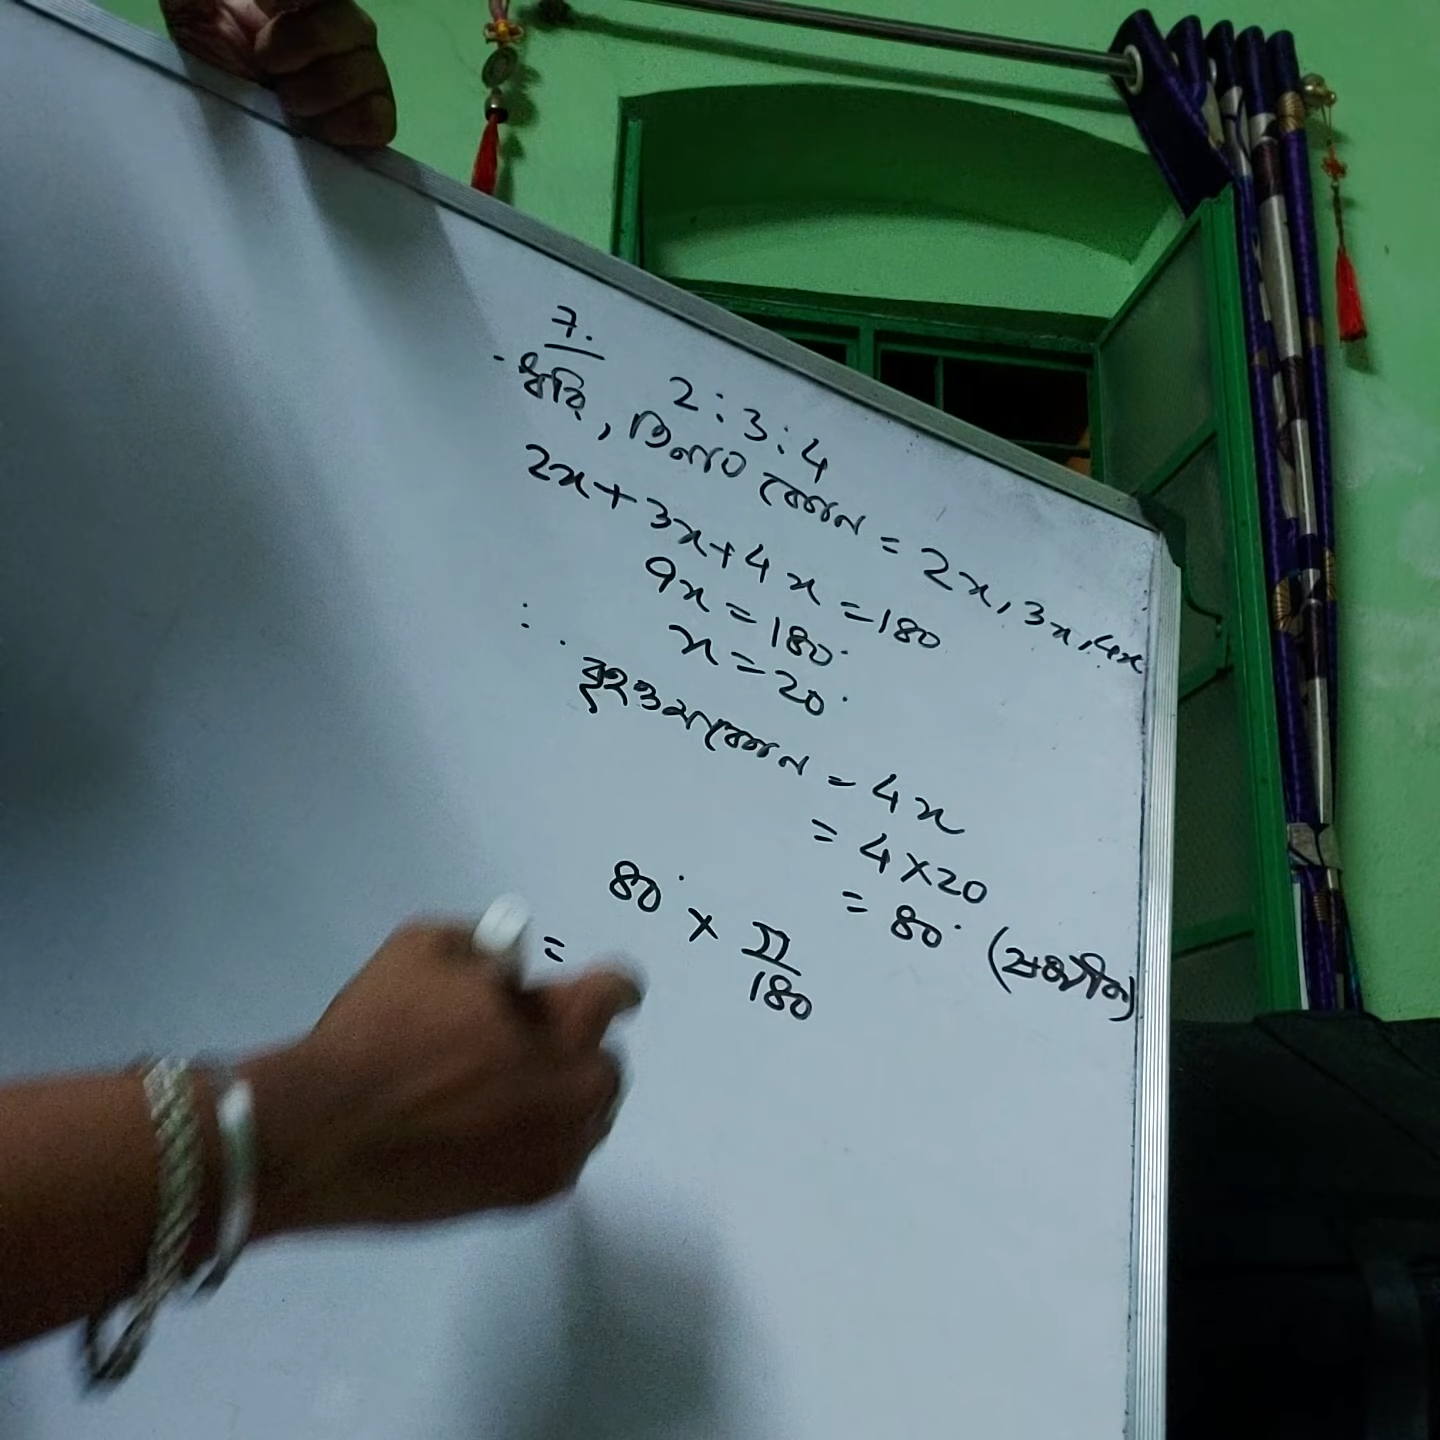 7.
2:3:4
ধরি, তিনটি কোণ = 2x, 3x, 4x
2x+3x+4x=180
9x=180°
∴ x=20°
বৃহত্তম কোণ = 4x
= 4×20
= 80° (ষষ্টিক)
80° × π/180
=